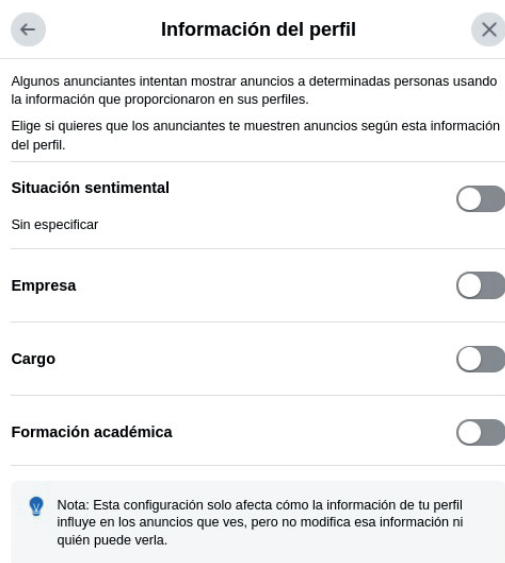 Información del perfil
Algunos anunciantes intentan mostrar anuncios a determinadas personas usando
la información que proporcionaron en sus perfiles.
Elige si quieres que los anunciantes te muestren anuncios según esta información
del perfil.
Situación sentimental
Sin especificar
Empresa
Cargo
Formación académica
Nota: Esta configuración solo afecta cómo la información de tu perfil
influye en los anuncios que ves, pero no modifica esa información ni
quién puede verla.